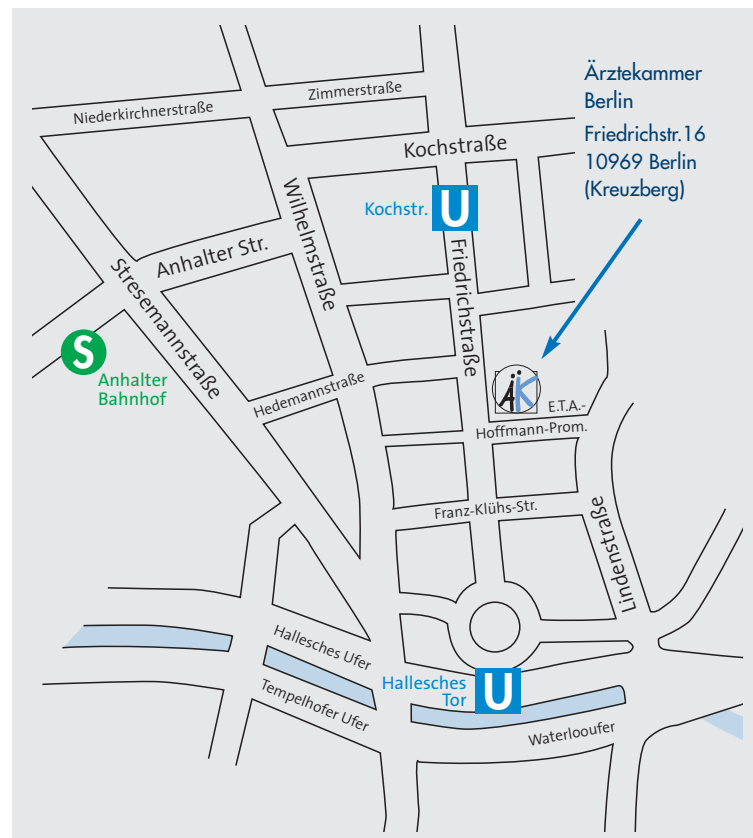 Ärztekammer
Berlin
Friedrichstr.16
10969 Berlin
(Kreuzberg)
Zimmerstraße
Niederkirchnerstraße
Kochstraße
Kochstr.
U
Wilhelmstraße
Anhalter Str.
Friedrichstraße
Stresemannstraße
S
Anhalter
Bahnhof
Hedemannstraße
ÄK
E.T.A.-
Hoffmann-Prom.
Franz-Klühs-Str.
Lindenstraße
Hallesches Ufer
Hallesches
Tor
U
Tempelhofer Ufer
Waterlooufer